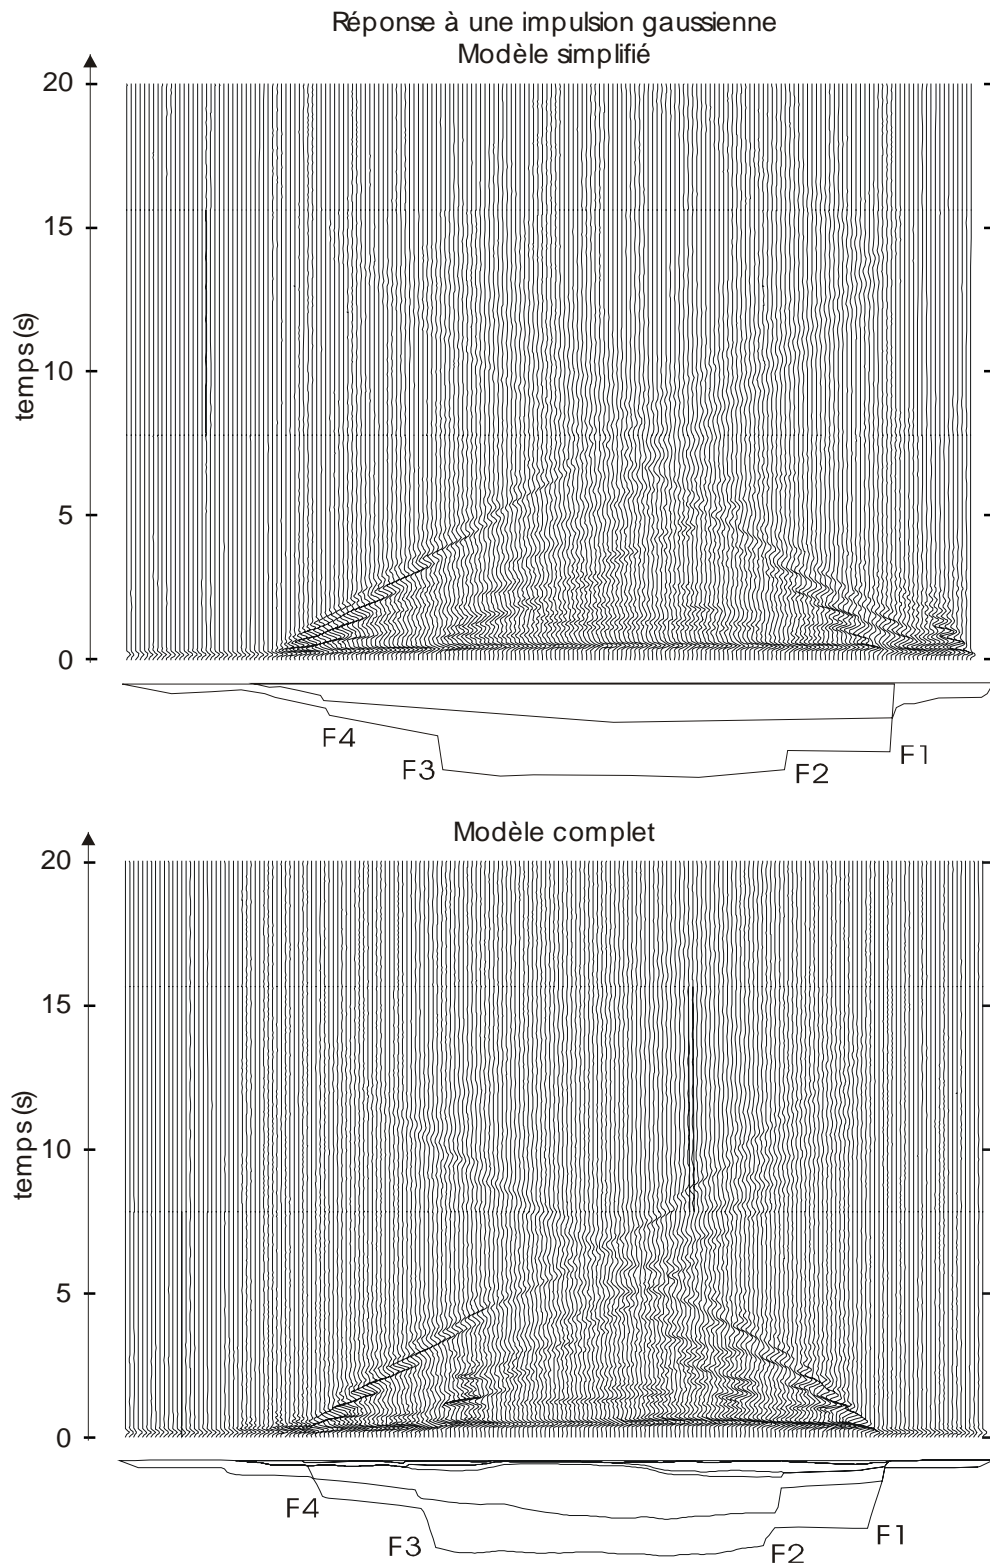 Réponse à une impulsion gaussienne
Modèle simplifié
20
15
10
5
0
temps (s)
F4
F3
F2
F1
Modèle complet
20
15
10
5
0
temps (s)
F4
F3
F2
F1